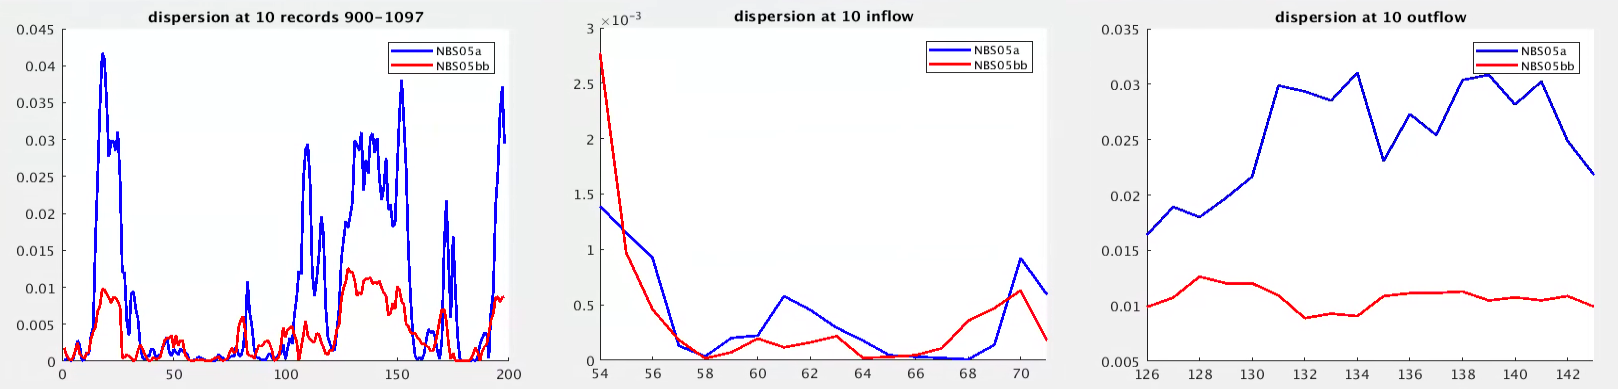 dispersion at 10 records 900-1097
0.045
0.04
0.035
0.03
0.025
0.02
0.015
0.01
0.005
0
0 50 100 150 200
NBS05a
NBS05bb
dispersion at 10 inflow
×10⁻³
3
2.5
2
1.5
1
0.5
0
54 56 58 60 62 64 66 68 70
NBS05a
NBS05bb
dispersion at 10 outflow
0.035
0.03
0.025
0.02
0.015
0.01
0.005
126 128 130 132 134 136 138 140 142
NBS05a
NBS05bb